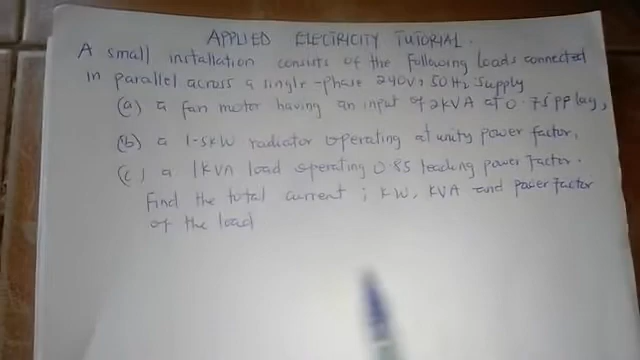 APPLIED ELECTRICITY TUTORIAL.
A small installation consists of the following Loads connected
in parallel across a single-phase 240V, 50Hz supply
(a) a fan motor having an input of 2KVA at 0.75 pp lag,
(b) a 1-5kW radiator operating at unity power factor,
(c) a 1KVA load operating 0.85 leading power factor.
Find the total current ; KW, KVA and power factor
of the load